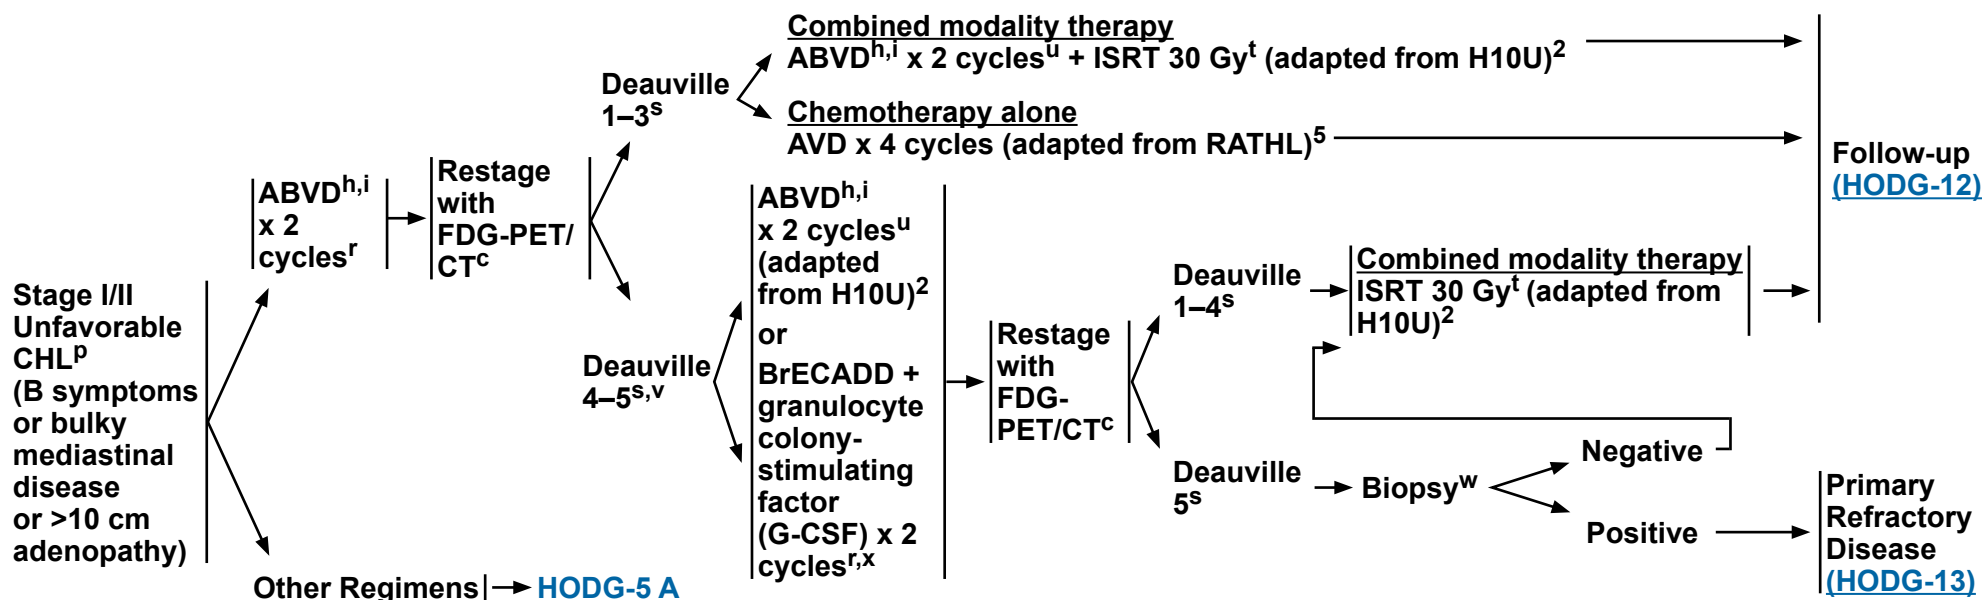 Stage I/II
Unfavorable
CHLp
(B symptoms
or bulky
mediastinal
disease
or >10 cm
adenopathy)
ABVDh,i
x 2
cyclesr
Restage
with
FDG-PET/
CTc
Deauville
1–3s
Combined modality therapy
ABVDh,i x 2 cyclesu + ISRT 30 Gyt (adapted from H10U)2
Chemotherapy alone
AVD x 4 cycles (adapted from RATHL)5
Follow-up
(HODG-12)
Deauville
4–5s,v
ABVDh,i
x 2 cyclesu
(adapted
from H10U)2
or
BrECADD +
granulocyte
colony-
stimulating
factor
(G-CSF) x 2
cyclesr,x
Restage
with
FDG-
PET/CTc
Deauville
1–4s
Combined modality therapy
ISRT 30 Gyt (adapted from
H10U)2
Deauville
5s
Biopsyw
Negative
Positive
Primary
Refractory
Disease
(HODG-13)
Other Regimens
HODG-5 A